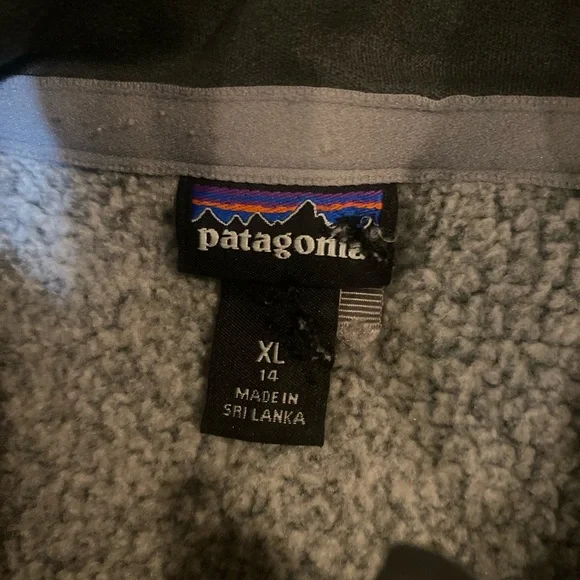 patagonia
XL
14
MADE IN
SRI LANKA